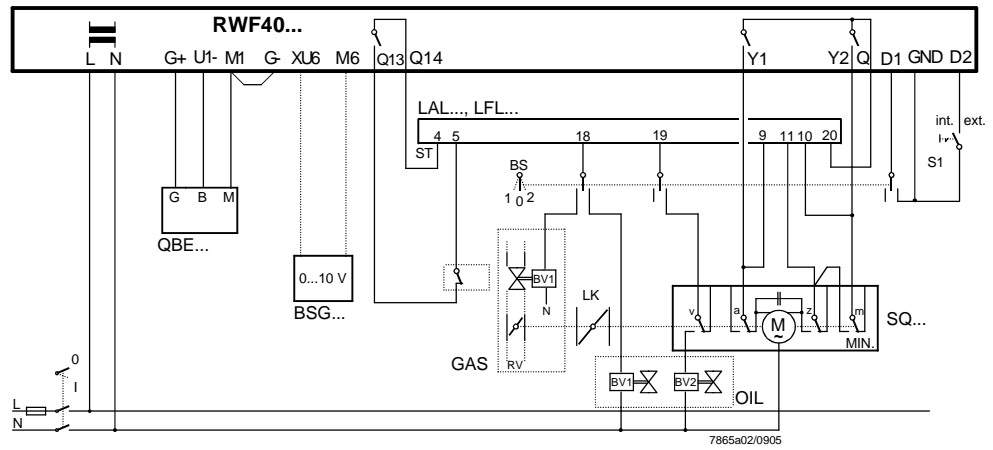 RWF40...
L N G+ U1- M1 G- XU6 M6 Q13 Q14 Y1 Y2 Q D1 GND D2
LAL..., LFL...
int. ext.
4 5 18 19 9 11 10 20
ST
S1
BS
1 0 2
G B M
QBE...
0...10 V
BSG...
BV1
N
LK
v a z m
M
~
SQ...
MIN.
GAS
RV
0
I
BV1
BV2
OIL
L
N
7865a02/0905